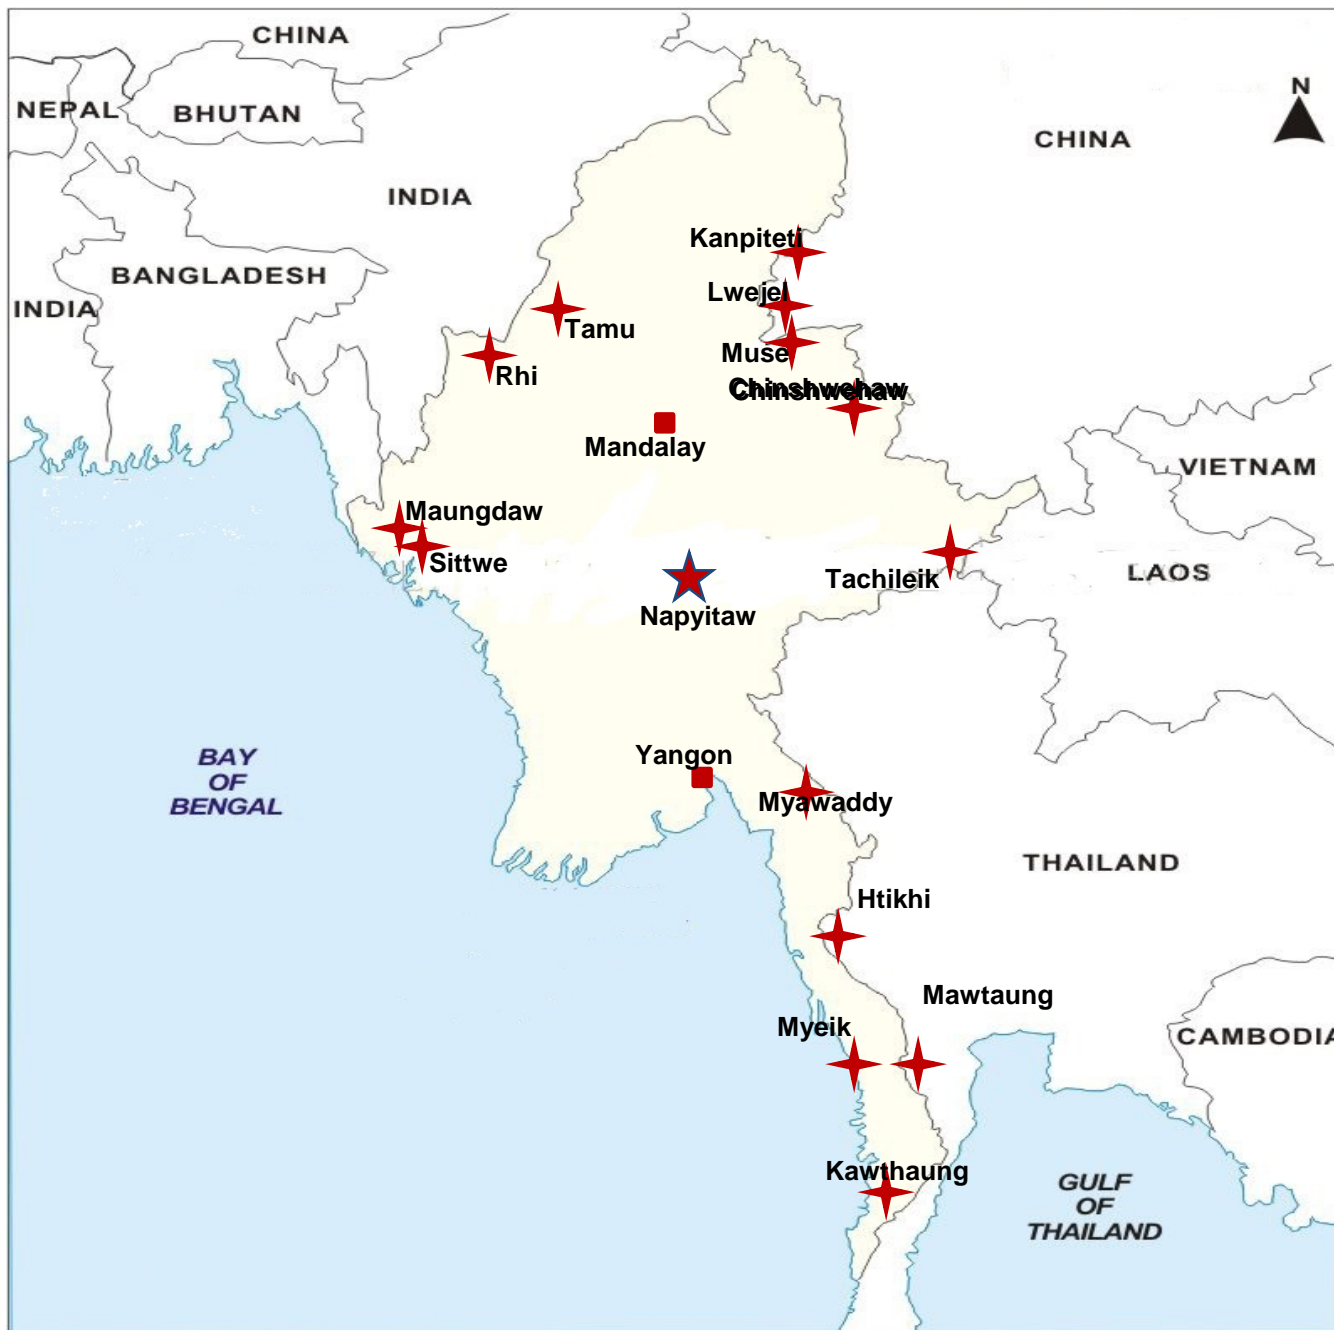 CHINA
NEPAL
BHUTAN
N
CHINA
INDIA
Kanpiteti
BANGLADESH
INDIA
Lwejel
Tamu
Muse
Rhi
Chinshwehaw
Chinshwehaw
Mandalay
VIETNAM
Maungdaw
Sittwe
Tachileik
LAOS
Napyitaw
BAY
OF
BENGAL
Yangon
Myawaddy
THAILAND
Htikhi
Mawtaung
Myeik
CAMBODIA
Kawthaung
GULF
OF
THAILAND